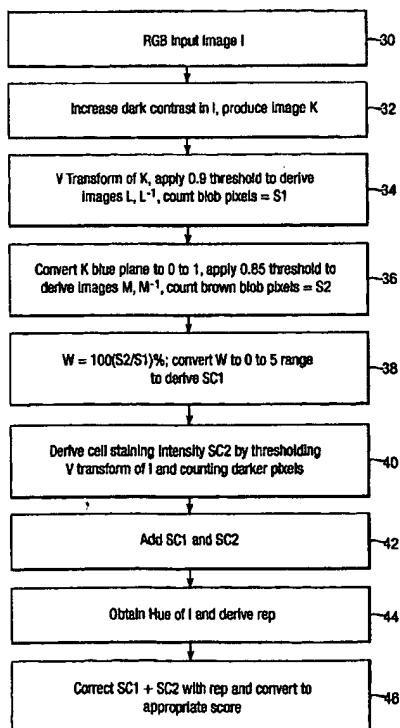 RGB Input Image I
30
Increase dark contrast in I, produce image K
32
V Transform of K, apply 0.9 threshold to derive
images L, L⁻¹, count blob pixels = S1
34
Convert K blue plane to 0 to 1, apply 0.85 threshold to
derive images M, M⁻¹, count brown blob pixels = S2
36
W = 100(S2/S1)%; convert W to 0 to 5 range
to derive SC1
38
Derive cell staining intensity SC2 by thresholding
V transform of I and counting darker pixels
40
Add SC1 and SC2
42
Obtain Hue of I and derive rep
44
Correct SC1 + SC2 with rep and convert to
appropriate score
46